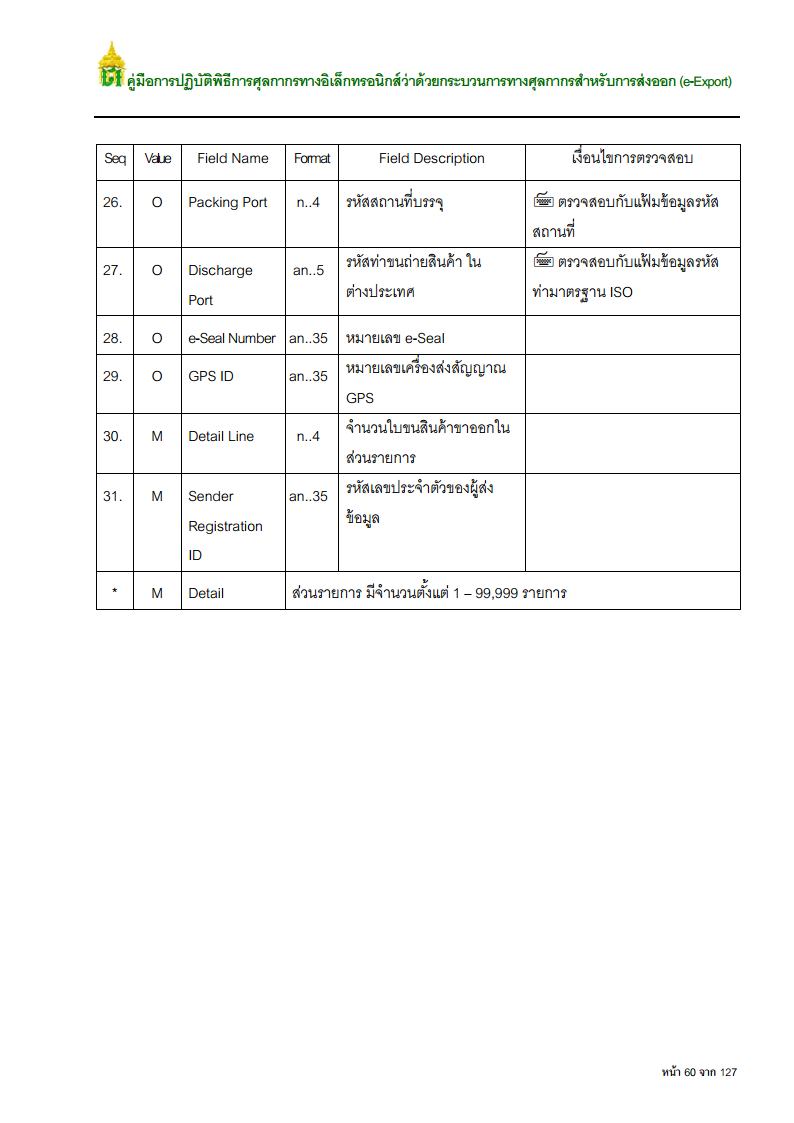 คู่มือการปฏิบัติพิธีการศุลกากรทางอิเล็กทรอนิกส์ว่าด้วยกระบวนการทางศุลกากรสำหรับการส่งออก (e-Export)
Seq Value Field Name Format Field Description เงื่อนไขการตรวจสอบ
26. O Packing Port n..4 รหัสสถานที่บรรจุ ตรวจสอบกับแฟ้มข้อมูลรหัส
สถานที่
27. O Discharge an..5 รหัสท่าขนถ่ายสินค้า ใน ตรวจสอบกับแฟ้มข้อมูลรหัส
Port ต่างประเทศ ท่ามาตรฐาน ISO
28. O e-Seal Number an..35 หมายเลข e-Seal
29. O GPS ID an..35 หมายเลขเครื่องส่งสัญญาณ
GPS
30. M Detail Line n..4 จำนวนใบขนสินค้าขาออกใน
ส่วนรายการ
31. M Sender an..35 รหัสเลขประจำตัวของผู้ส่ง
Registration ข้อมูล
ID
* M Detail ส่วนรายการ มีจำนวนตั้งแต่ 1 – 99,999 รายการ
หน้า 60 จาก 127